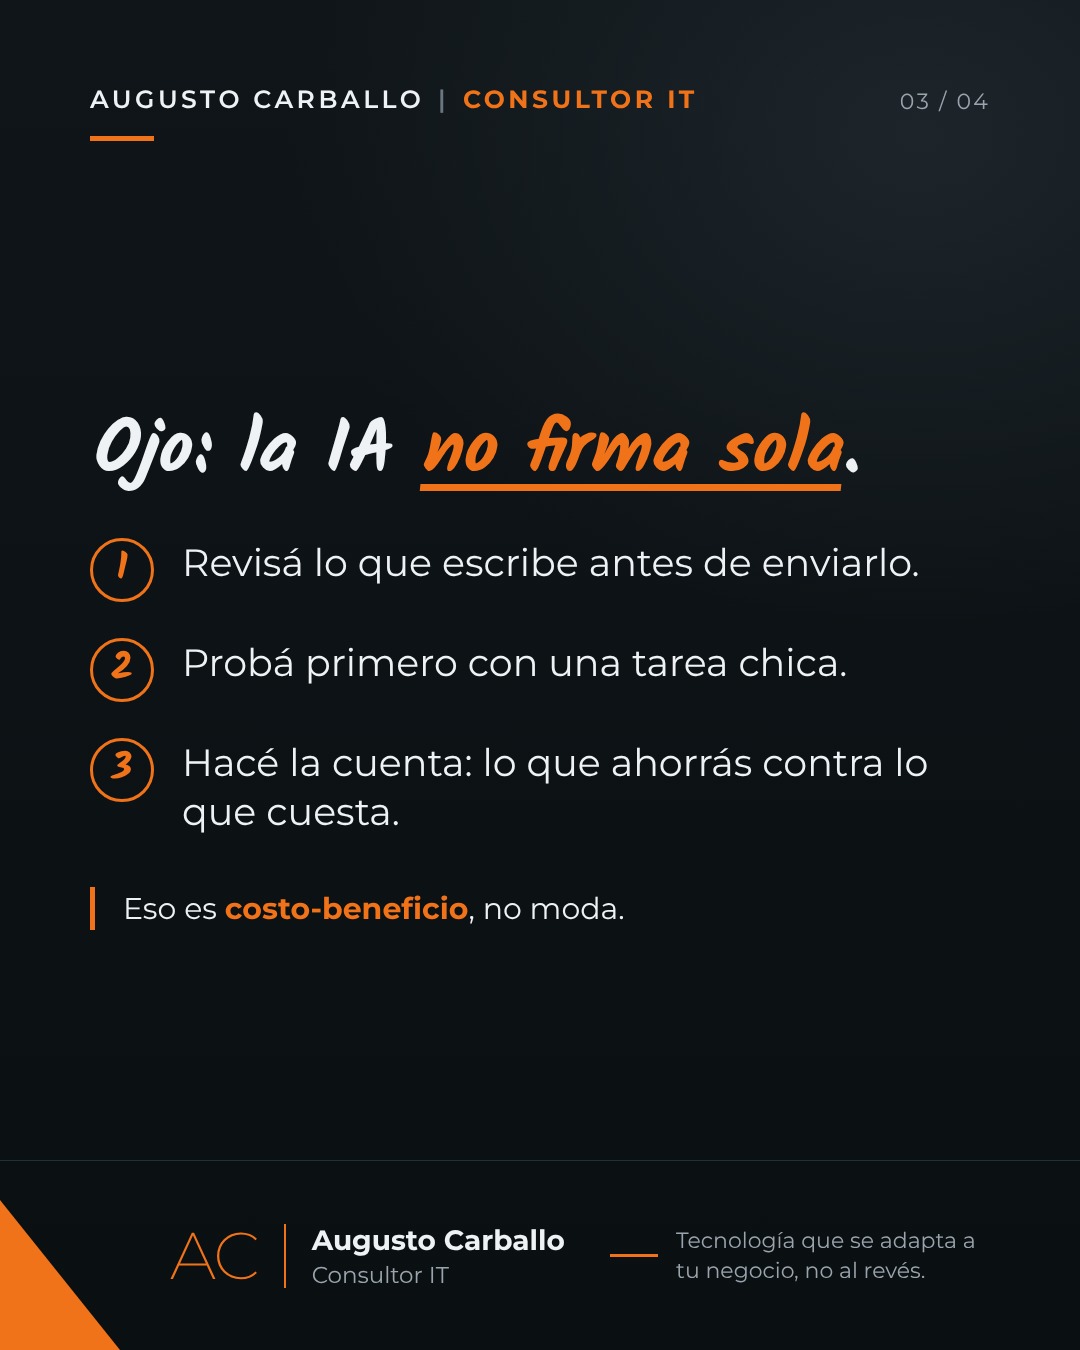 AUGUSTO CARBALLO | CONSULTOR IT
03 / 04
Ojo: la IA no firma sola.
1 Revisá lo que escribe antes de enviarlo.
2 Probá primero con una tarea chica.
3 Hacé la cuenta: lo que ahorrás contra lo
que cuesta.
Eso es costo-beneficio, no moda.
AC
Augusto Carballo
Consultor IT
Tecnología que se adapta a
tu negocio, no al revés.